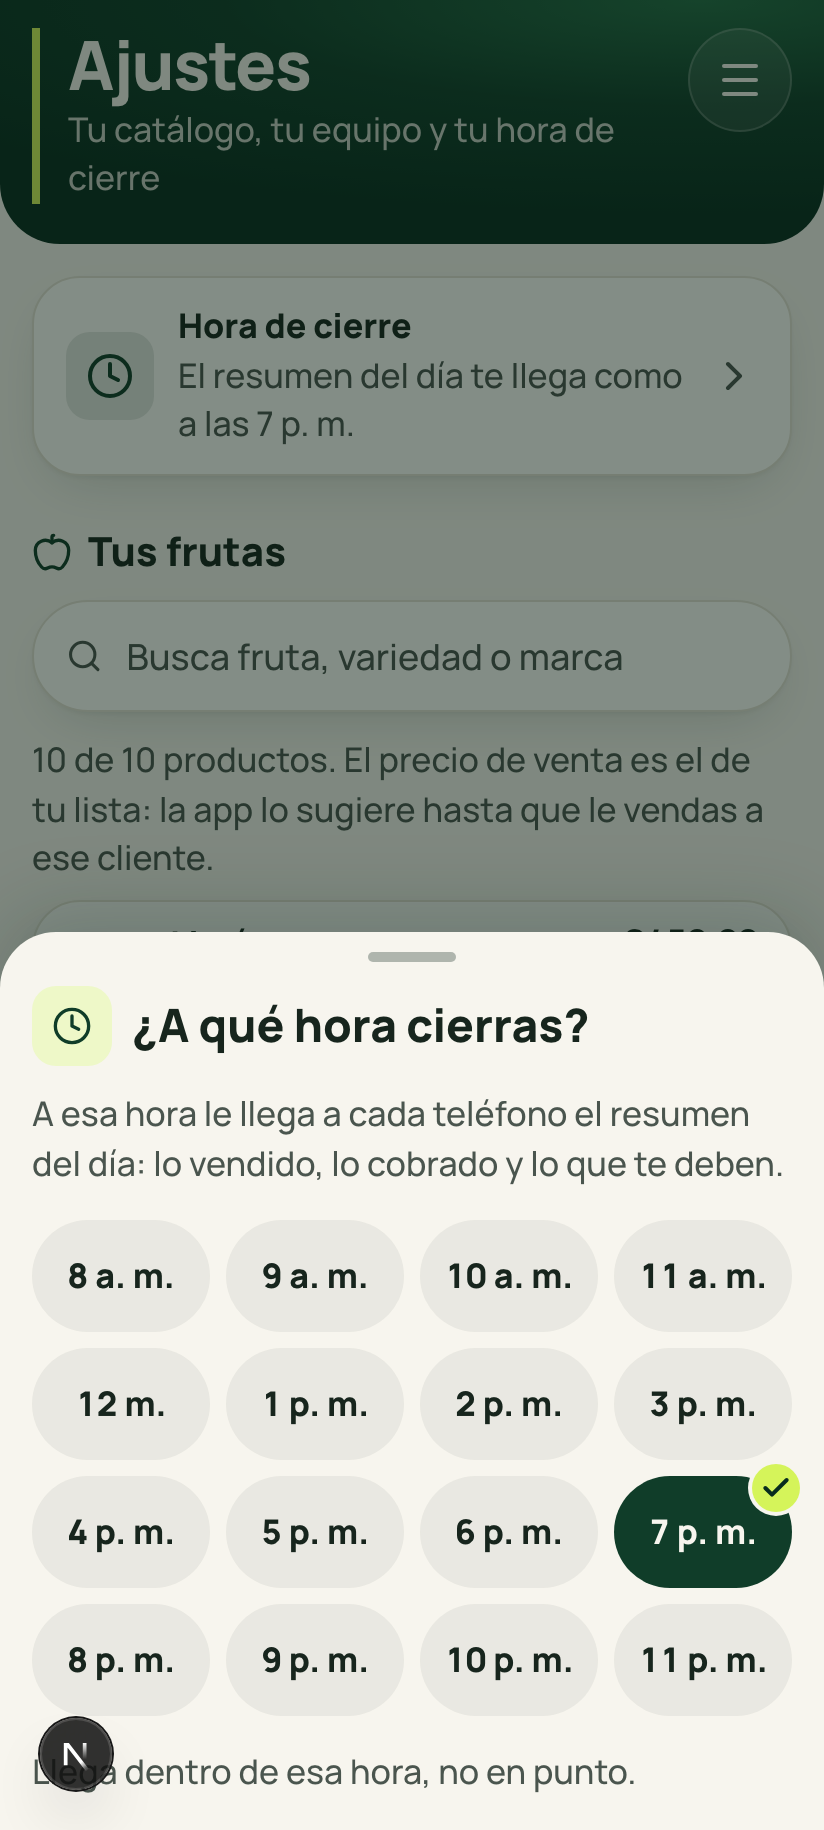 Ajustes
Tu catálogo, tu equipo y tu hora de
cierre
Hora de cierre
El resumen del día te llega como
a las 7 p. m.
Tus frutas
Busca fruta, variedad o marca
10 de 10 productos. El precio de venta es el de
tu lista: la app lo sugiere hasta que le vendas a
ese cliente.
¿A qué hora cierras?
A esa hora le llega a cada teléfono el resumen
del día: lo vendido, lo cobrado y lo que te deben.
8 a. m.
9 a. m.
10 a. m.
11 a. m.
12 m.
1 p. m.
2 p. m.
3 p. m.
4 p. m.
5 p. m.
6 p. m.
7 p. m.
8 p. m.
9 p. m.
10 p. m.
11 p. m.
N
Llega dentro de esa hora, no en punto.